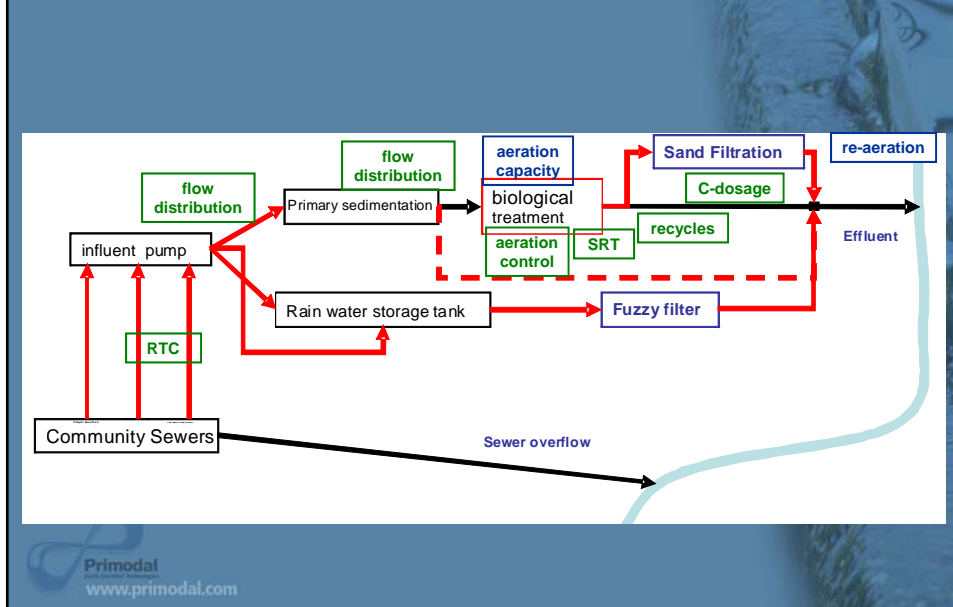 flow
distribution
flow
distribution
aeration
capacity
Sand Filtration
re-aeration
C-dosage
Primary sedimentation
biological
treatment
recycles
Effluent
influent pump
aeration
control
SRT
Rain water storage tank
Fuzzy filter
RTC
Community Sewers
Sewer overflow
Primodal
www.primodal.com